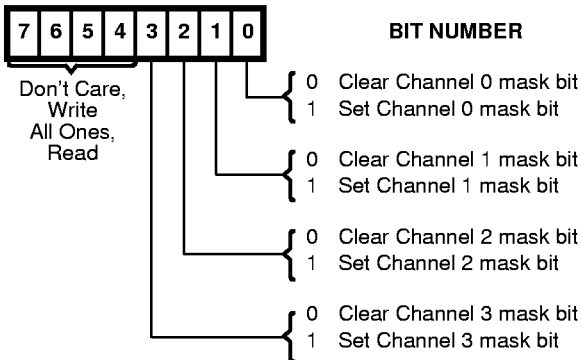 7 6 5 4 3 2 1 0
BIT NUMBER
Don't Care,
Write
All Ones,
Read
0 Clear Channel 0 mask bit
1 Set Channel 0 mask bit
0 Clear Channel 1 mask bit
1 Set Channel 1 mask bit
0 Clear Channel 2 mask bit
1 Set Channel 2 mask bit
0 Clear Channel 3 mask bit
1 Set Channel 3 mask bit